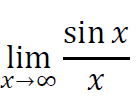 lim x→∞ sin x / x